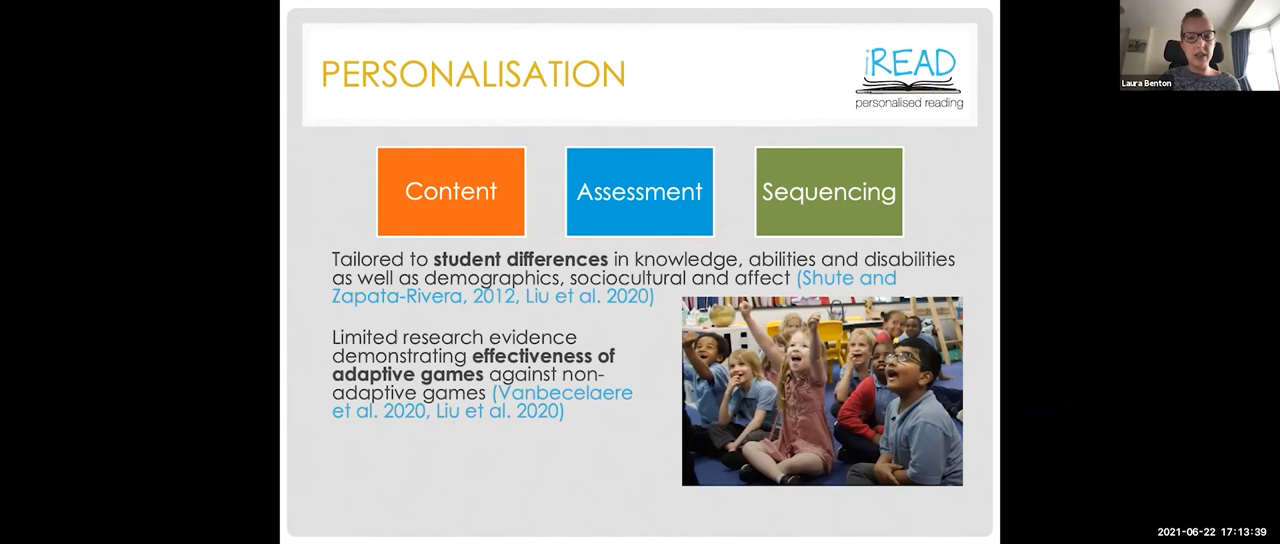 PERSONALISATION
iREAD
personalised reading
Laura Benton
Content
Assessment
Sequencing
Tailored to student differences in knowledge, abilities and disabilities
as well as demographics, sociocultural and affect (Shute and
Zapata-Rivera, 2012, Liu et al. 2020)
Limited research evidence
demonstrating effectiveness of
adaptive games against non-
adaptive games (Vanbecelaere
et al. 2020, Liu et al. 2020)
2021-06-22 17:13:39